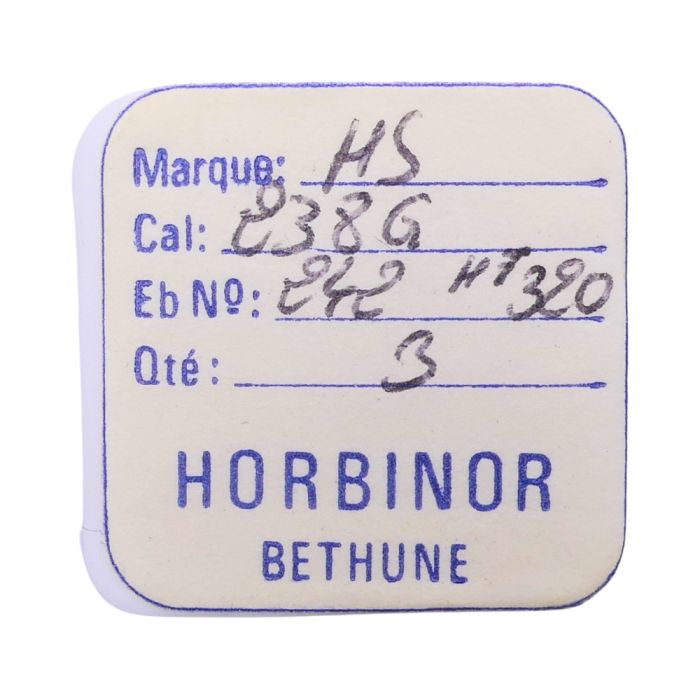 Marque: HS
Cal: 238G
Eb Nº: 242 HT 320
Qté: 3
HORBINOR
BETHUNE